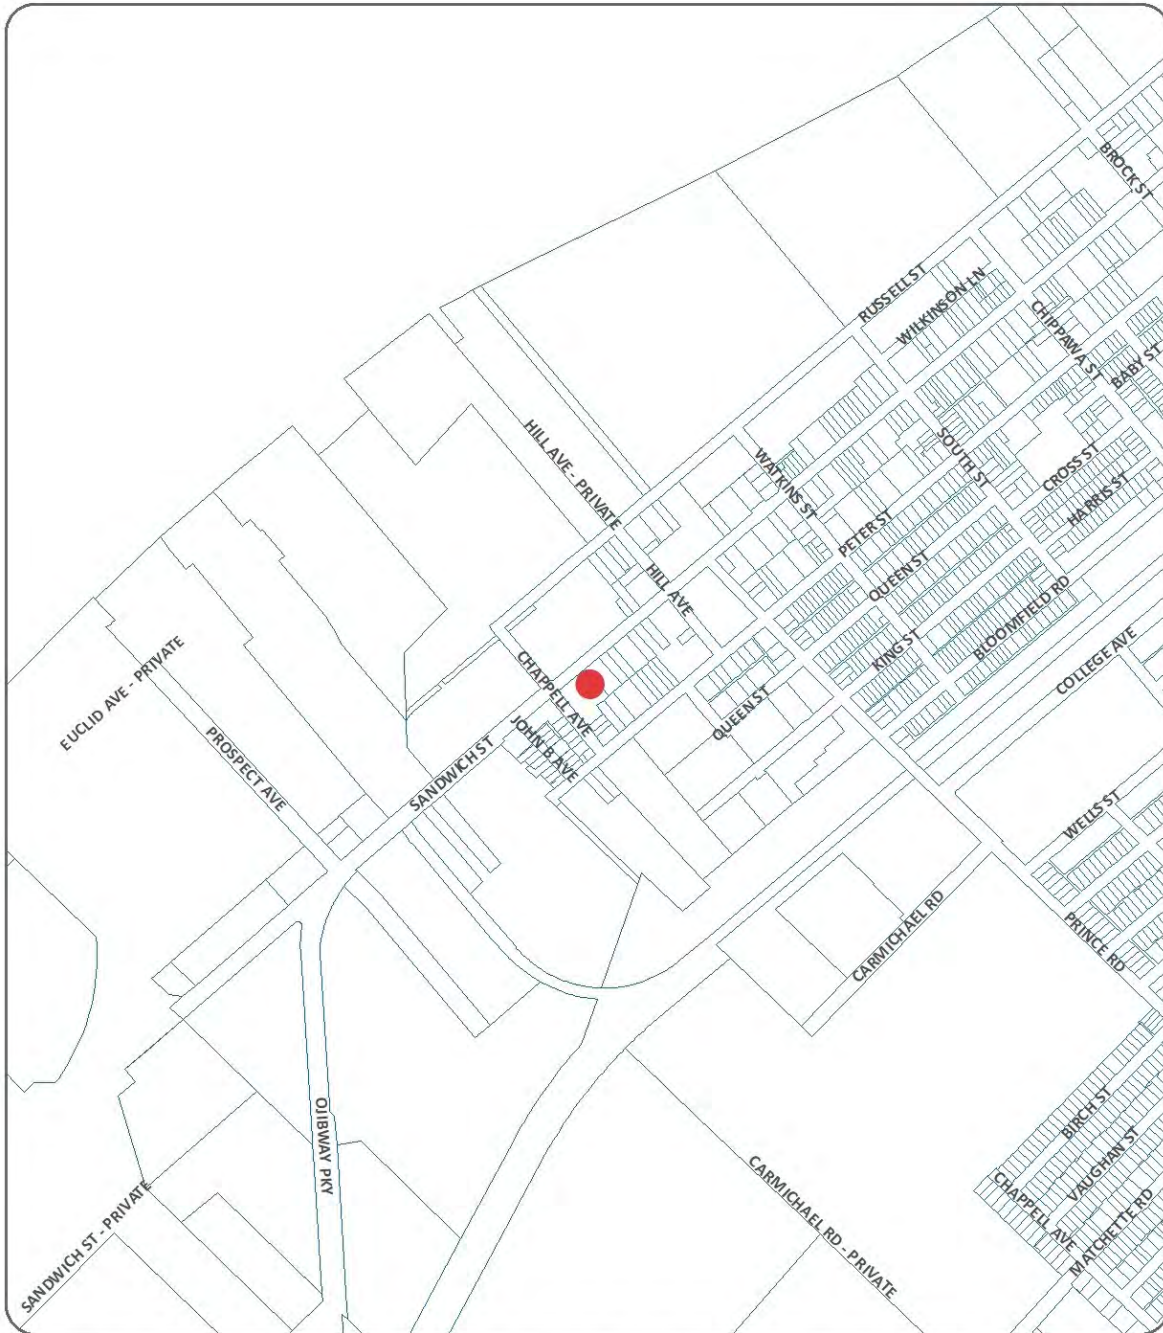 BROCK ST
RUSSELL ST
WILKINSON LN
CHIPPAWA ST
BABY ST
HILL AVE - PRIVATE
WATKINS ST
SOUTH ST
CROSS ST
HARRIS ST
PETER ST
QUEEN ST
HILL AVE
BLOOMFIELD RD
KING ST
COLLEGE AVE
EUCLID AVE - PRIVATE
CHAPPELL AVE
QUEEN ST
JOHN B AVE
PROSPECT AVE
SANDWICH ST
WELLS ST
CARMICHAEL RD
PRINCE RD
BIRCH ST
OJIBWAY PKY
VAUGHAN ST
CHAPPELL AVE
MATCHETTE RD
SANDWICH ST - PRIVATE
CARMICHAEL RD - PRIVATE